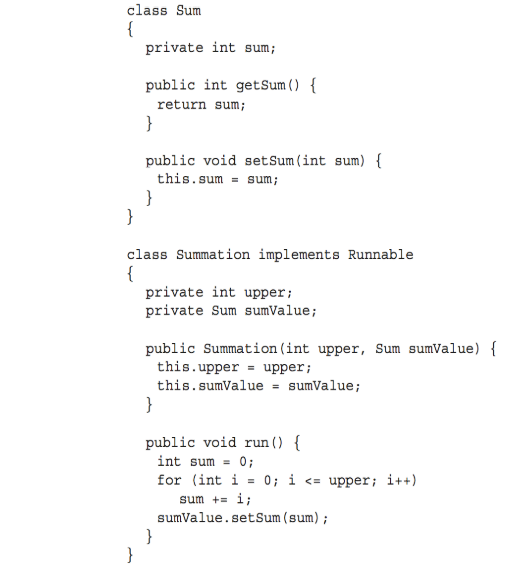 class Sum
{
private int sum;
public int getSum() {
return sum;
}
public void setSum(int sum) {
this.sum = sum;
}
}
class Summation implements Runnable
{
private int upper;
private Sum sumValue;
public Summation(int upper, Sum sumValue) {
this.upper = upper;
this.sumValue = sumValue;
}
public void run() {
int sum = 0;
for (int i = 0; i <= upper; i++)
sum += i;
sumValue.setSum(sum);
}
}